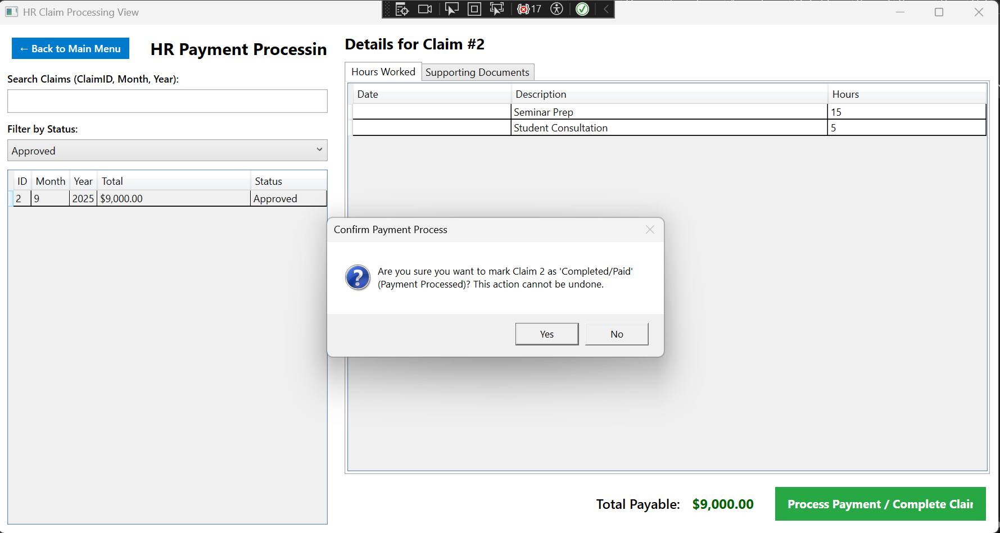 HR Claim Processing View
17
← Back to Main Menu
HR Payment Processin
Search Claims (ClaimID, Month, Year):
Filter by Status:
Approved
ID Month Year Total Status
2 9 2025 $9,000.00 Approved
Details for Claim #2
Hours Worked Supporting Documents
Date Description Hours
Seminar Prep 15
Student Consultation 5
Confirm Payment Process
Are you sure you want to mark Claim 2 as 'Completed/Paid'
(Payment Processed)? This action cannot be undone.
Yes No
Total Payable: $9,000.00
Process Payment / Complete Clai